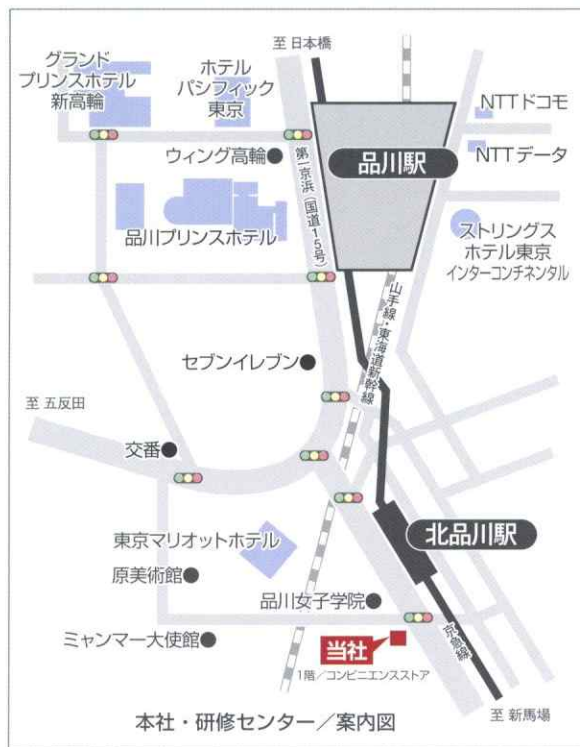 至 日本橋
グランド
プリンスホテル
新高輪
ホテル
パシフィック
東京
NTTドコモ
ウィング高輪
第一京浜（国道15号）
品川駅
NTTデータ
品川プリンスホテル
ストリングス
ホテル東京
インターコンチネンタル
山手線・東海道新幹線
セブンイレブン
至 五反田
交番
東京マリオットホテル
北品川駅
原美術館
品川女子学院
ミャンマー大使館
当社
1階／コンビニエンスストア
京急線
至 新馬場
本社・研修センター／案内図